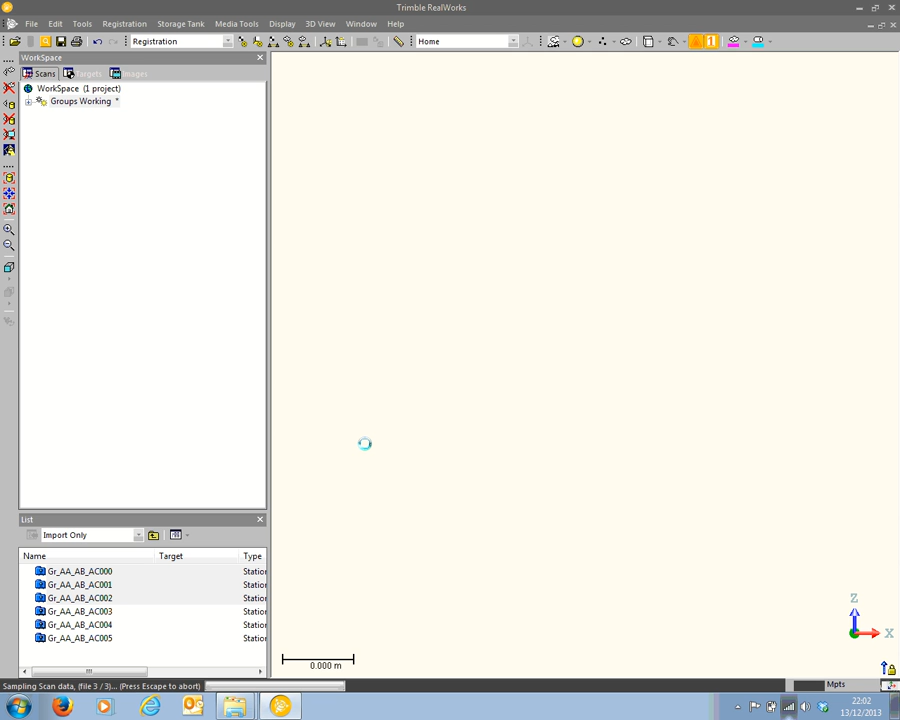 Trimble RealWorks
File Edit Tools Registration Storage Tank Media Tools Display 3D View Window Help
Registration Home 1
WorkSpace
Scans Targets Images
WorkSpace (1 project)
Groups Working *
List
Import Only
Name Target Type
Gr_AA_AB_AC000 Station
Gr_AA_AB_AC001 Station
Gr_AA_AB_AC002 Station
Gr_AA_AB_AC003 Station
Gr_AA_AB_AC004 Station
Gr_AA_AB_AC005 Station
Z
X
0.000 m
Sampling Scan data, (file 3 / 3)... (Press Escape to abort) Mpts
22:02
13/12/2013